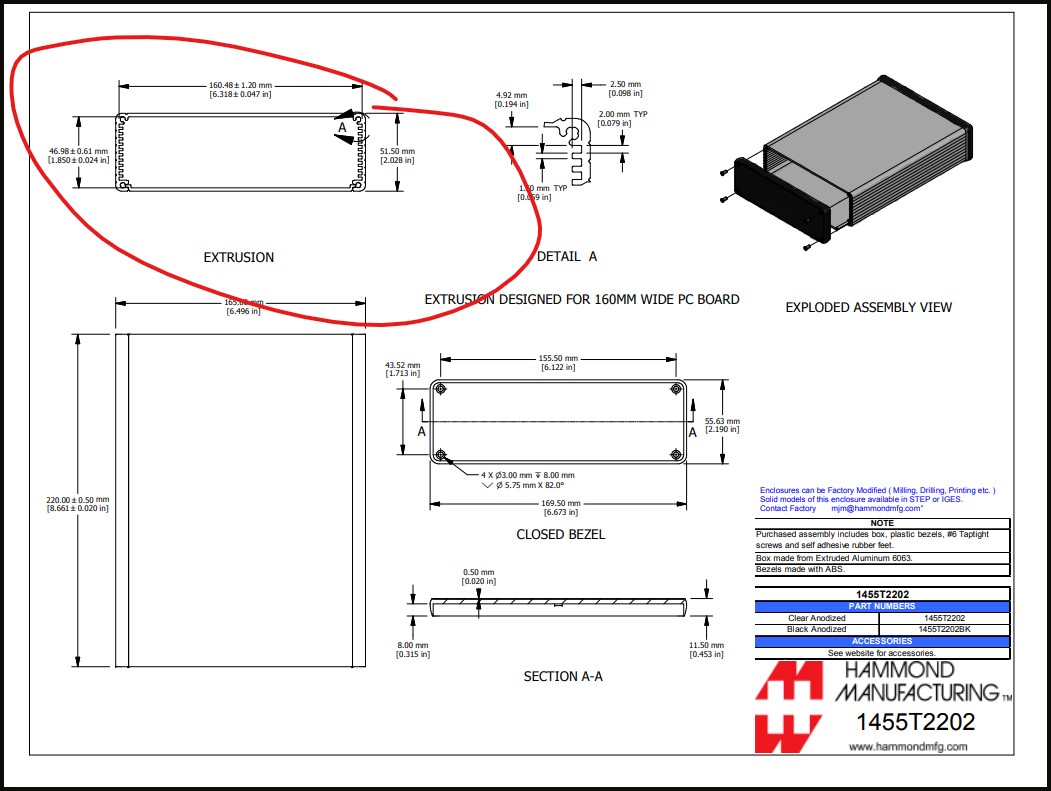 160.48 ± 1.20 mm
[6.318 ± 0.047 in]
46.98 ± 0.61 mm
[1.850 ± 0.024 in]
A
51.50 mm
[2.028 in]
EXTRUSION
4.92 mm
[0.194 in]
2.50 mm
[0.098 in]
2.00 mm TYP
[0.079 in]
mm TYP
in]
DETAIL A
EXTRUSION DESIGNED FOR 160MM WIDE PC BOARD
EXPLODED ASSEMBLY VIEW
mm
[6.496 in]
220.00 ± 0.50 mm
[8.661 ± 0.020 in]
43.52 mm
[1.713 in]
155.50 mm
[6.122 in]
55.63 mm
[2.190 in]
A
A
4 X Ø3.00 mm ↧ 8.00 mm
⌵ Ø 5.75 mm X 82.0°
169.50 mm
[6.673 in]
CLOSED BEZEL
0.50 mm
[0.020 in]
8.00 mm
[0.315 in]
11.50 mm
[0.453 in]
SECTION A-A
Enclosures can be Factory Modified ( Milling, Drilling, Printing etc. )
Solid models of this enclosure available in STEP or IGES.
Contact Factory mjm@hammondmfg.com"
NOTE
Purchased assembly includes box, plastic bezels, #6 Taptight
screws and self adhesive rubber feet.
Box made from Extruded Aluminum 6063.
Bezels made with ABS.
1455T2202
PART NUMBERS
Clear Anodized 1455T2202
Black Anodized 1455T2202BK
ACCESSORIES
See website for accessories.
HAMMOND
MANUFACTURING TM
1455T2202
www.hammondmfg.com